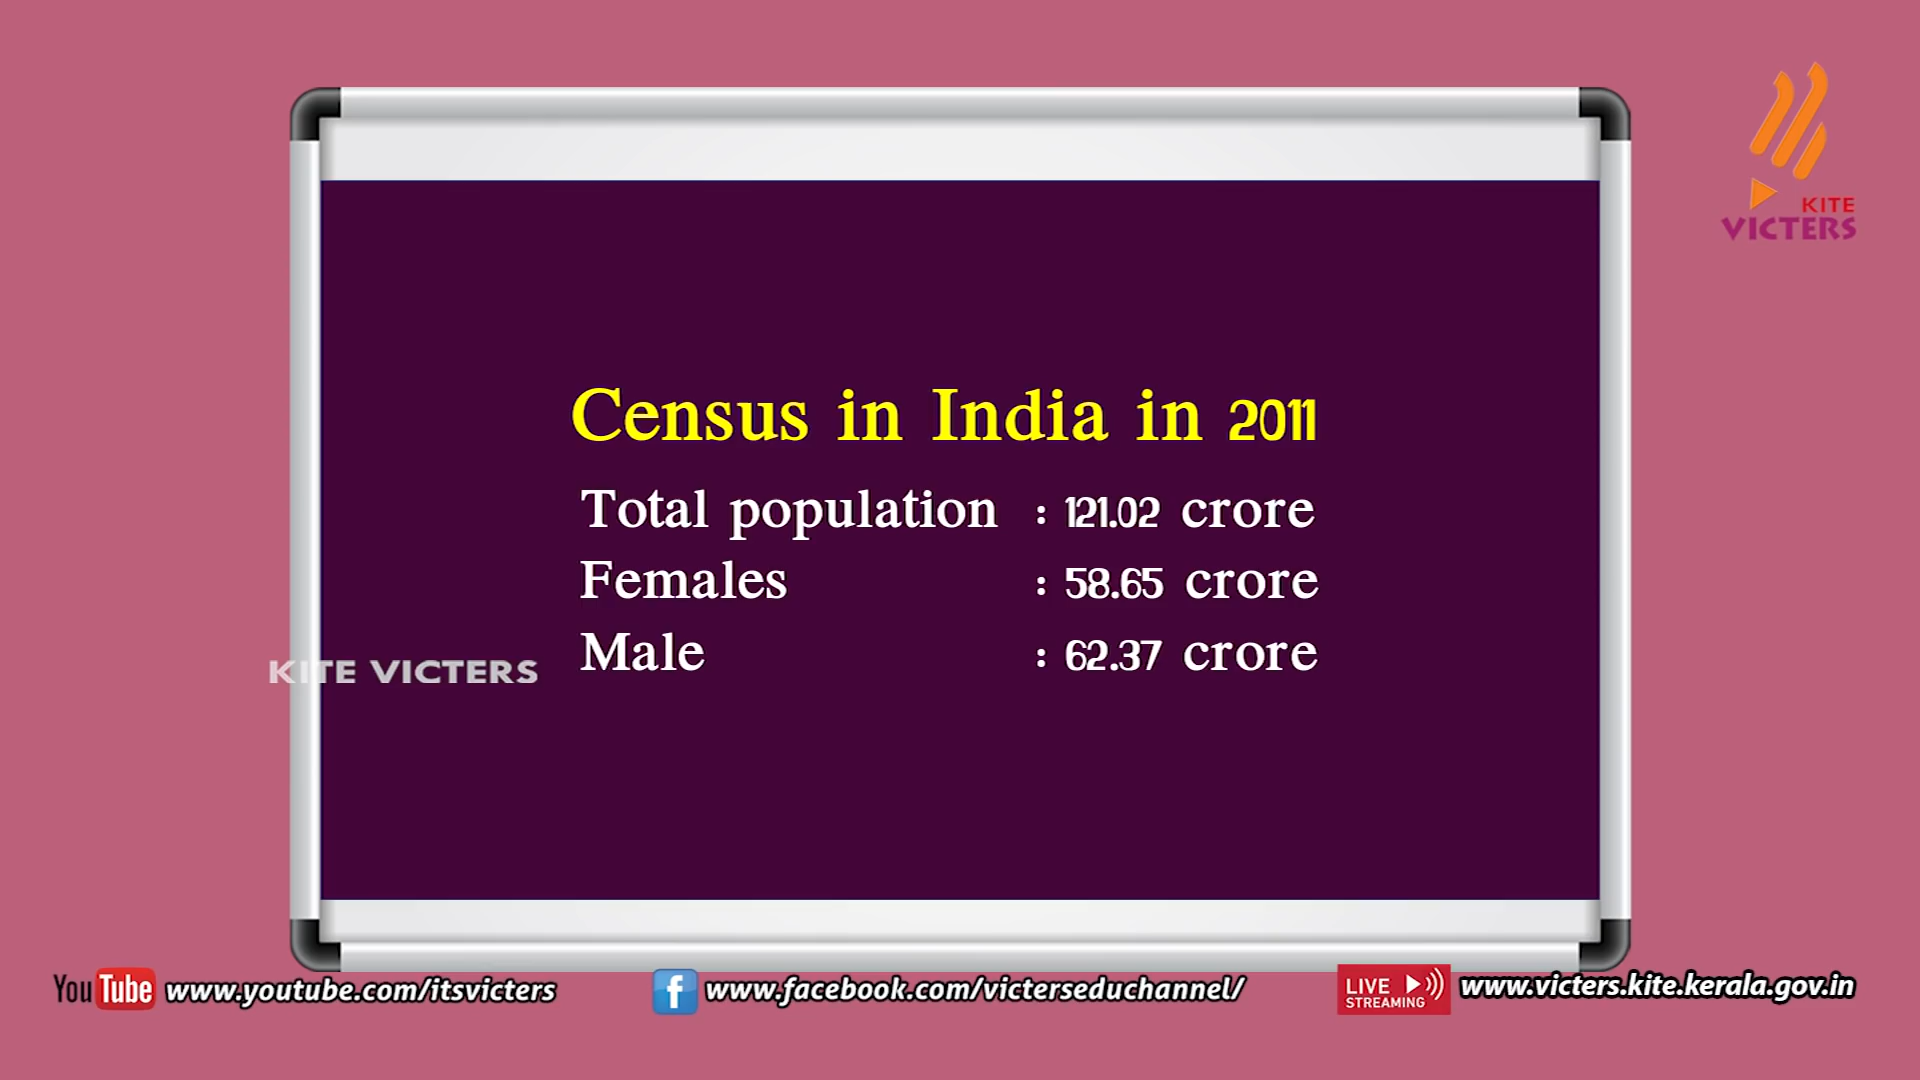 KITE
VICTERS
Census in India in 2011
Total population : 121.02 crore
Females : 58.65 crore
Male : 62.37 crore
KITE VICTERS
YouTube www.youtube.com/itsvicters
f www.facebook.com/victerseduchannel/
LIVE STREAMING www.victers.kite.kerala.gov.in